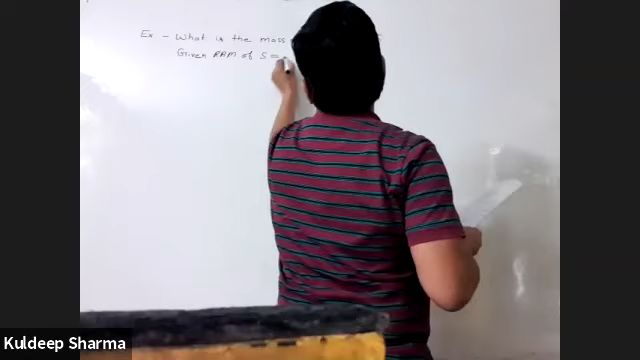 Ex - What is the mass
Given RAM of S =
Kuldeep Sharma